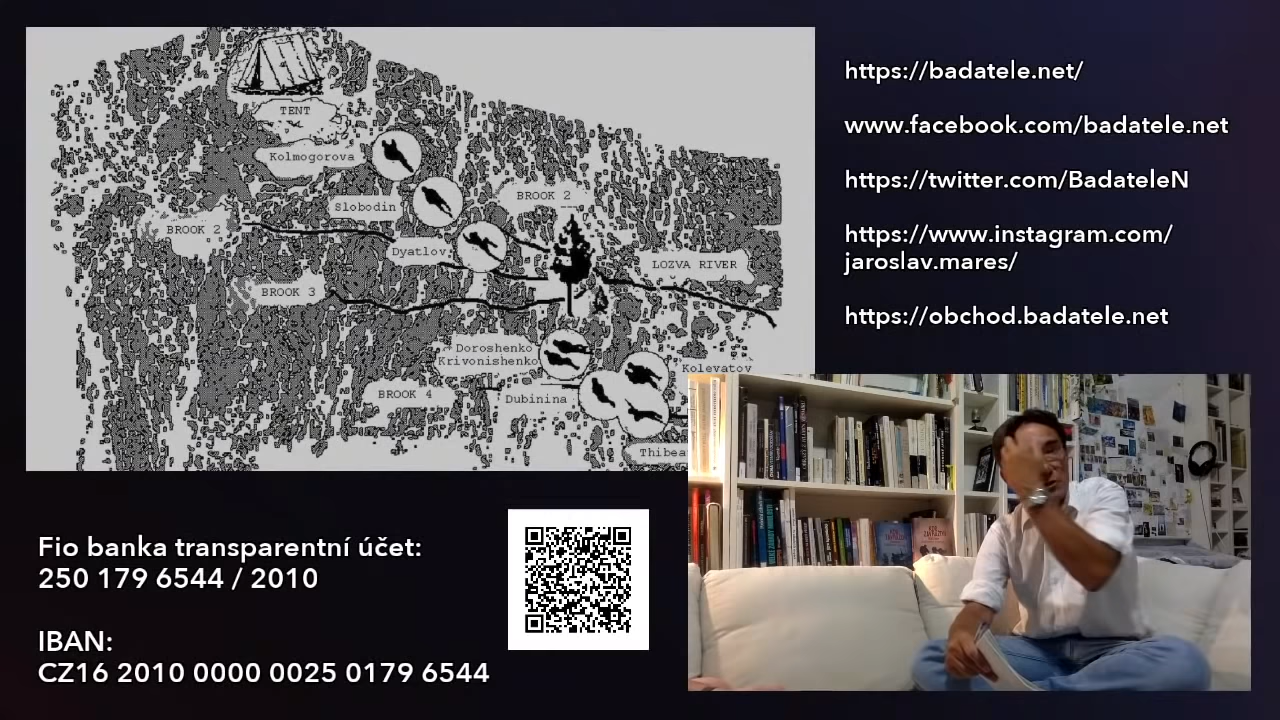 TENT
Kolmogorova
Slobodin
BROOK 2
BROOK 2
Dyatlov
LOZVA RIVER
BROOK 3
Doroshenko
Krivonishenko
Kolevatov
BROOK 4
Dubinina
Thibea
https://badatele.net/
www.facebook.com/badatele.net
https://twitter.com/BadateleN
https://www.instagram.com/
jaroslav.mares/
https://obchod.badatele.net
Fio banka transparentní účet:
250 179 6544 / 2010
IBAN:
CZ16 2010 0000 0025 0179 6544